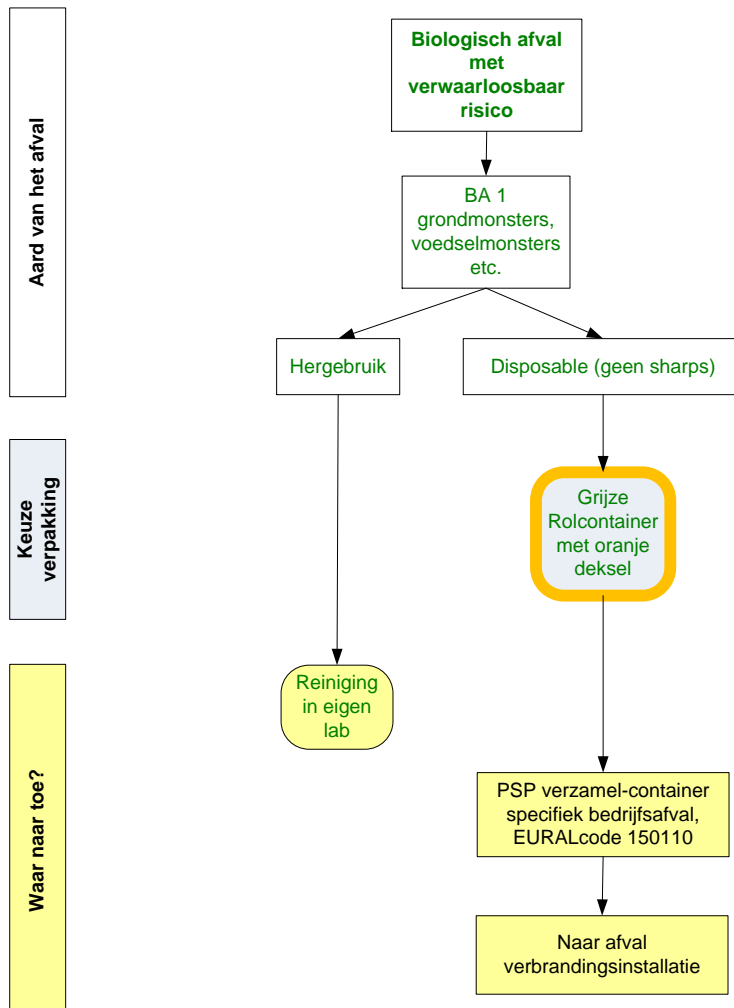 Aard van het afval
Biologisch afval
met
verwaarloosbaar
risico
BA 1
grondmonsters,
voedselmonsters
etc.
Hergebruik
Disposable (geen sharps)
Keuze
verpakking
Grijze
Rolcontainer
met oranje
deksel
Waar naar toe?
Reiniging
in eigen
lab
PSP verzamel-container
specifiek bedrijfsafval,
EURALcode 150110
Naar afval
verbrandingsinstallatie